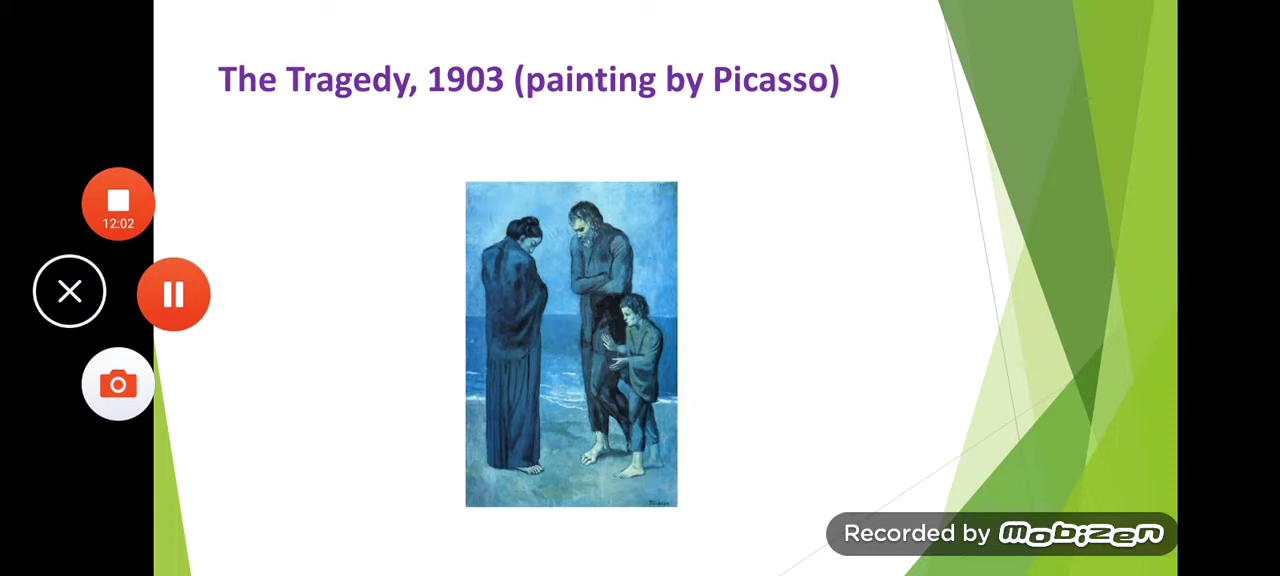 The Tragedy, 1903 (painting by Picasso)
12:02
Recorded by mobizen